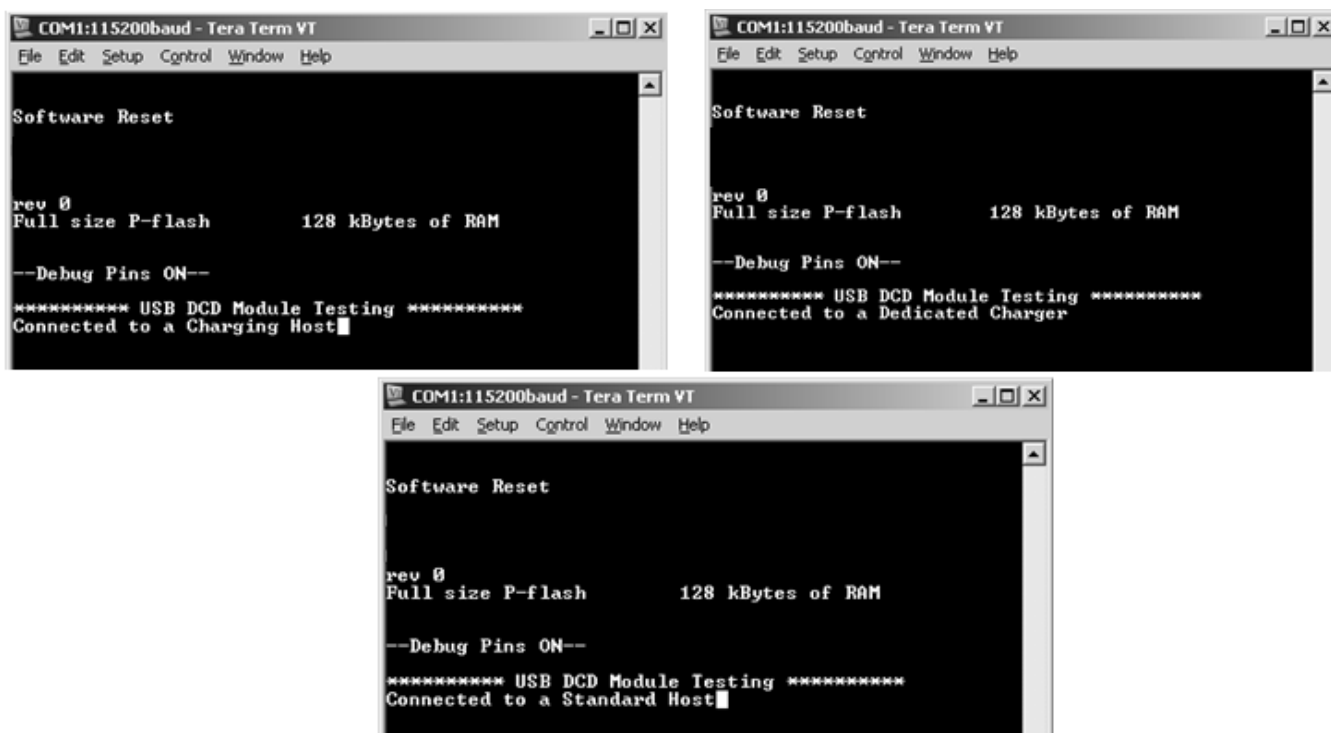 COM1:115200baud - Tera Term VT
File Edit Setup Control Window Help
Software Reset
rev 0
Full size P-flash 128 kBytes of RAM
--Debug Pins ON--
********** USB DCD Module Testing **********
Connected to a Charging Host
COM1:115200baud - Tera Term VT
File Edit Setup Control Window Help
Software Reset
rev 0
Full size P-flash 128 kBytes of RAM
--Debug Pins ON--
********** USB DCD Module Testing **********
Connected to a Dedicated Charger
COM1:115200baud - Tera Term VT
File Edit Setup Control Window Help
Software Reset
rev 0
Full size P-flash 128 kBytes of RAM
--Debug Pins ON--
********** USB DCD Module Testing **********
Connected to a Standard Host